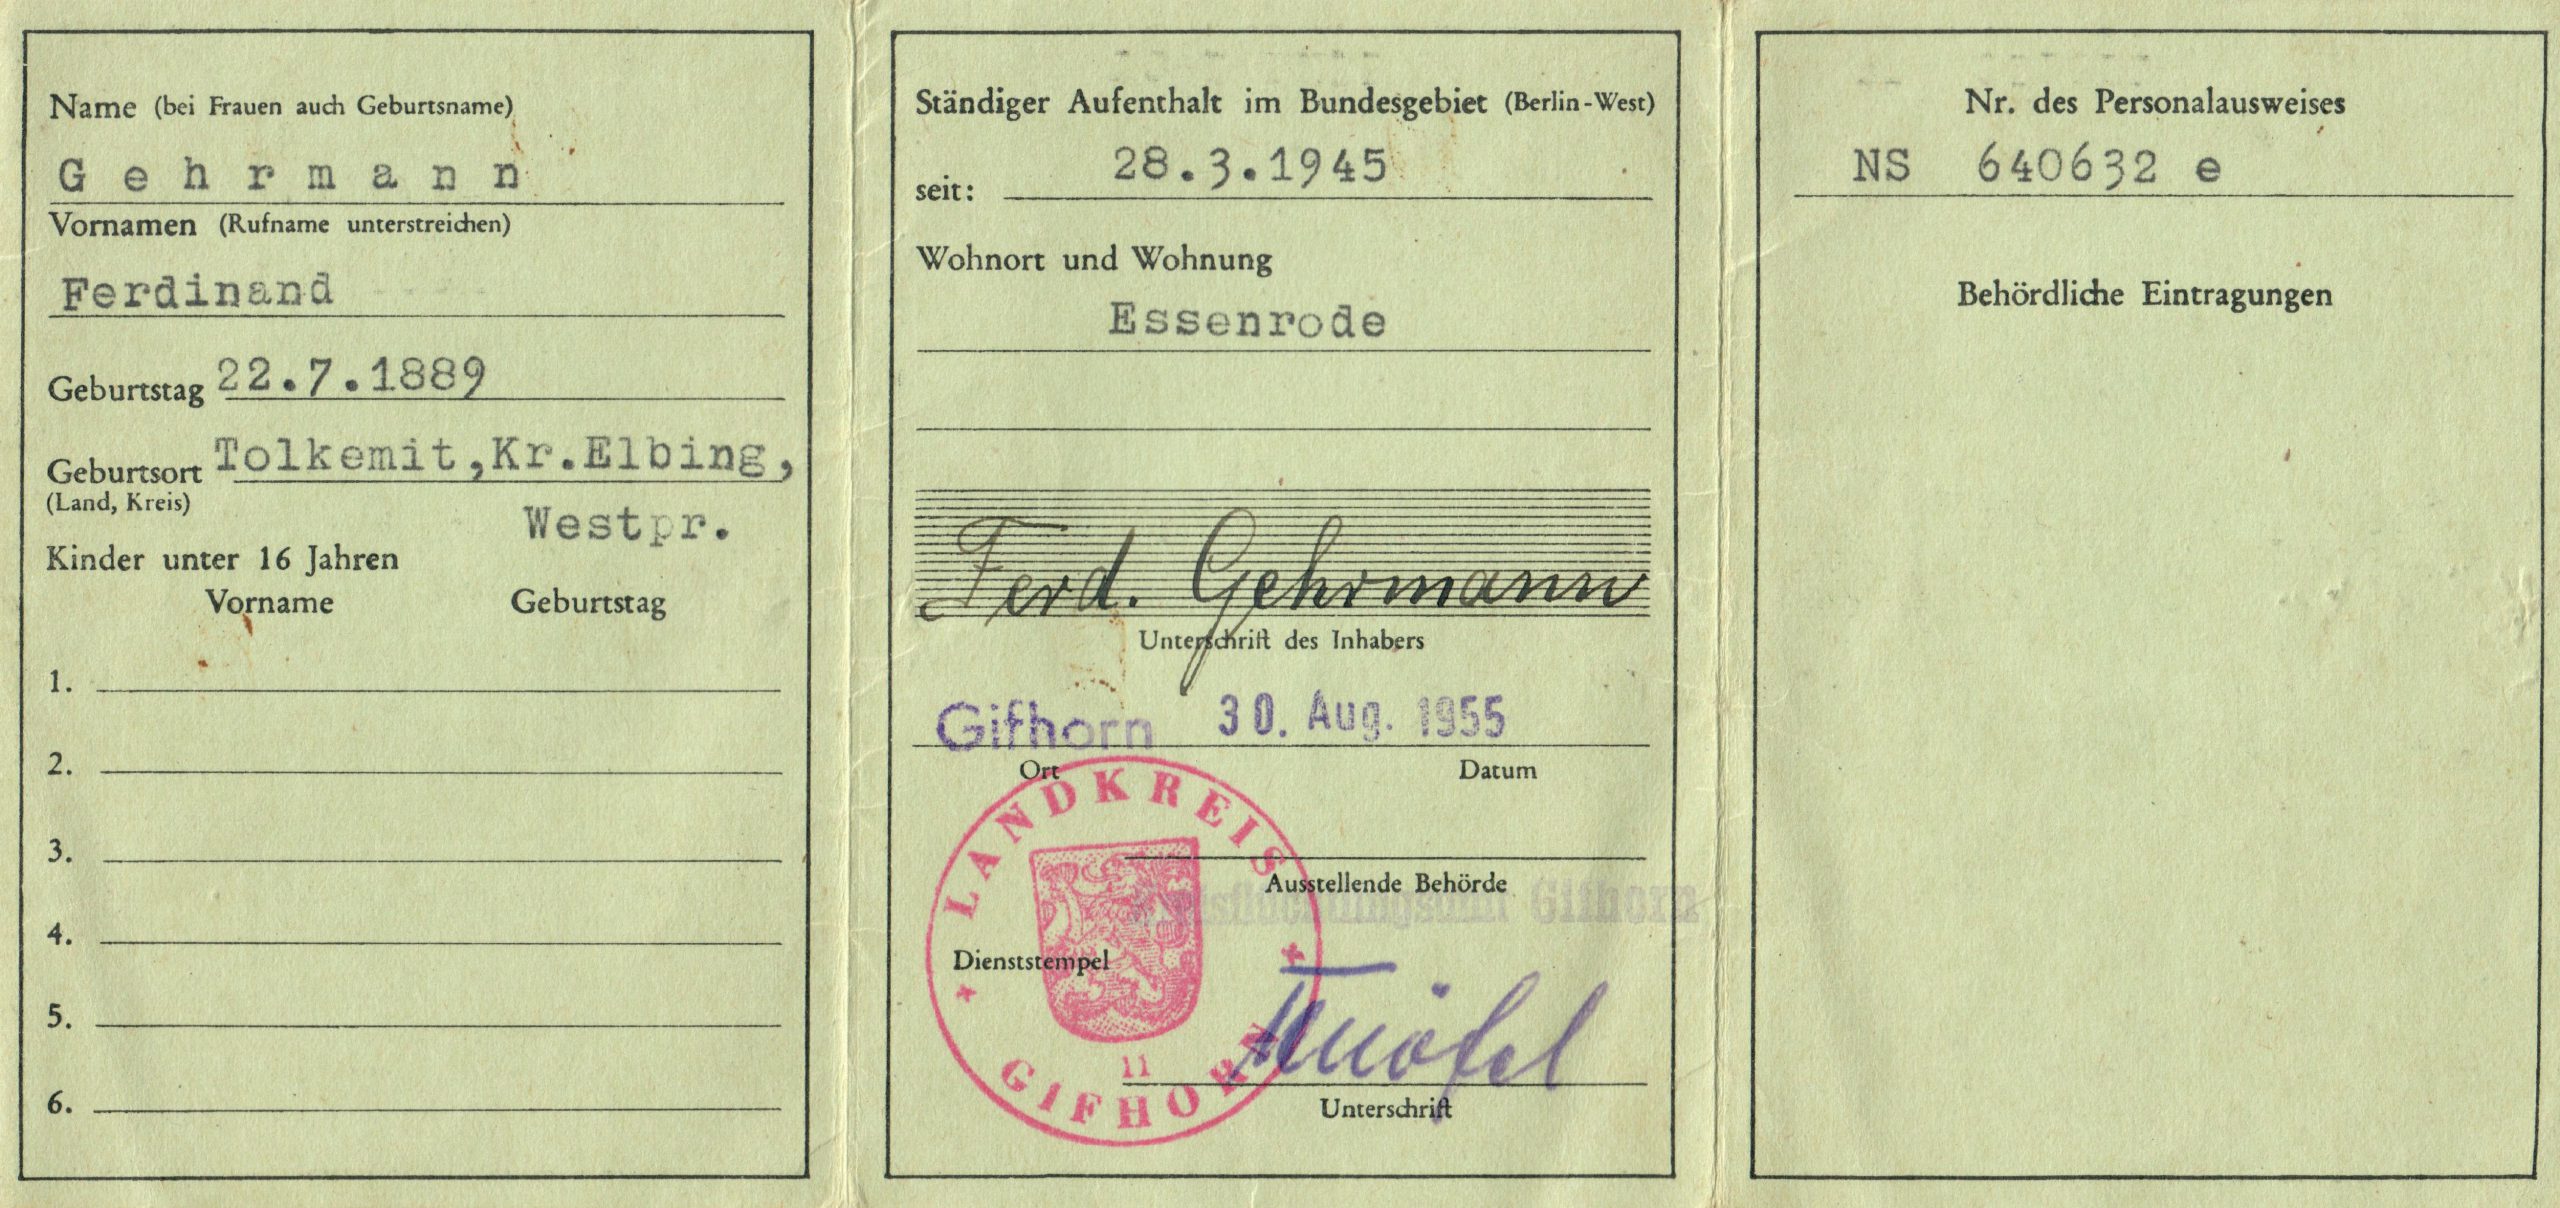 Name (bei Frauen auch Geburtsname)
Gehrmann
Vornamen (Rufname unterstreichen)
Ferdinand
Geburtstag 22.7.1889
Geburtsort Tolkemit,Kr.Elbing,
(Land, Kreis)
Westpr.
Kinder unter 16 Jahren
Vorname Geburtstag
1.
2.
3.
4.
5.
6.
Ständiger Aufenthalt im Bundesgebiet (Berlin-West)
seit: 28.3.1945
Wohnort und Wohnung
Essenrode
Ferd. Gehrmann
Unterschrift des Inhabers
Gifhorn 30. Aug. 1955
Ort Datum
LANDKREIS
Ausstellende Behörde
Gifhorn
Dienststempel
11
GIFHORN
Unterschrift
Nr. des Personalausweises
NS 640632 e
Behördliche Eintragungen